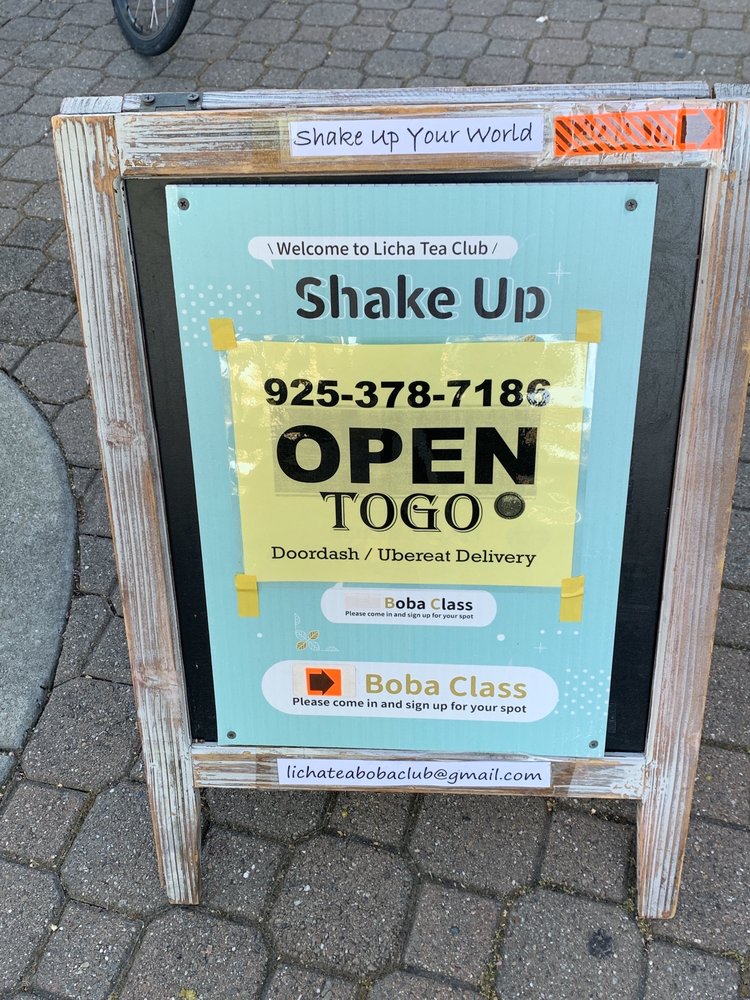 Shake Up Your World
\ Welcome to Licha Tea Club /
Shake Up
925-378-7186
OPEN
TOGO
Doordash / Ubereat Delivery
Boba Class
Please come in and sign up for your spot
Boba Class
Please come in and sign up for your spot
lichateabobaclub@gmail.com